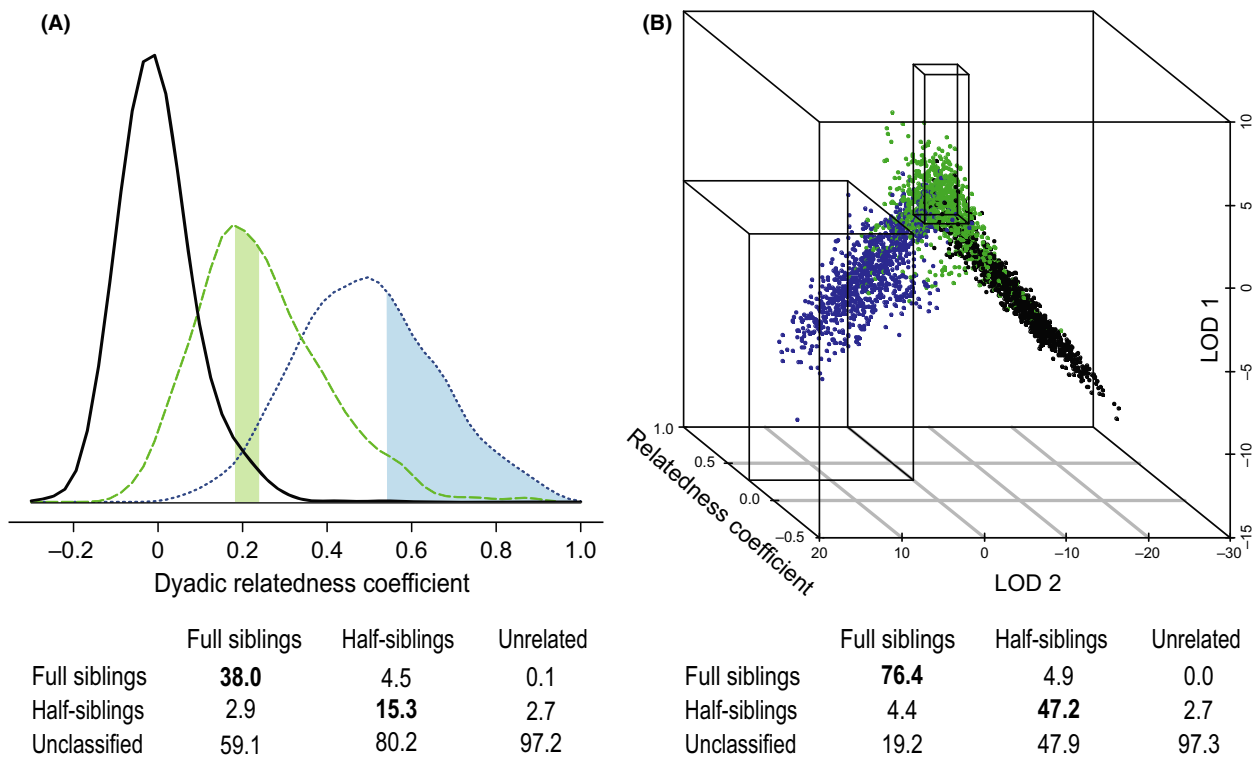 (A)
−0.2 0 0.2 0.4 0.6 0.8 1.0
Dyadic relatedness coefficient
Full siblings Half-siblings Unrelated
Full siblings 38.0 4.5 0.1
Half-siblings 2.9 15.3 2.7
Unclassified 59.1 80.2 97.2
(B)
10
5
0
−5
−10
−15
LOD 1
1.0
0.5
0.0
−0.5
Relatedness coefficient
20 10 0 −10 −20 −30
LOD 2
Full siblings Half-siblings Unrelated
Full siblings 76.4 4.9 0.0
Half-siblings 4.4 47.2 2.7
Unclassified 19.2 47.9 97.3